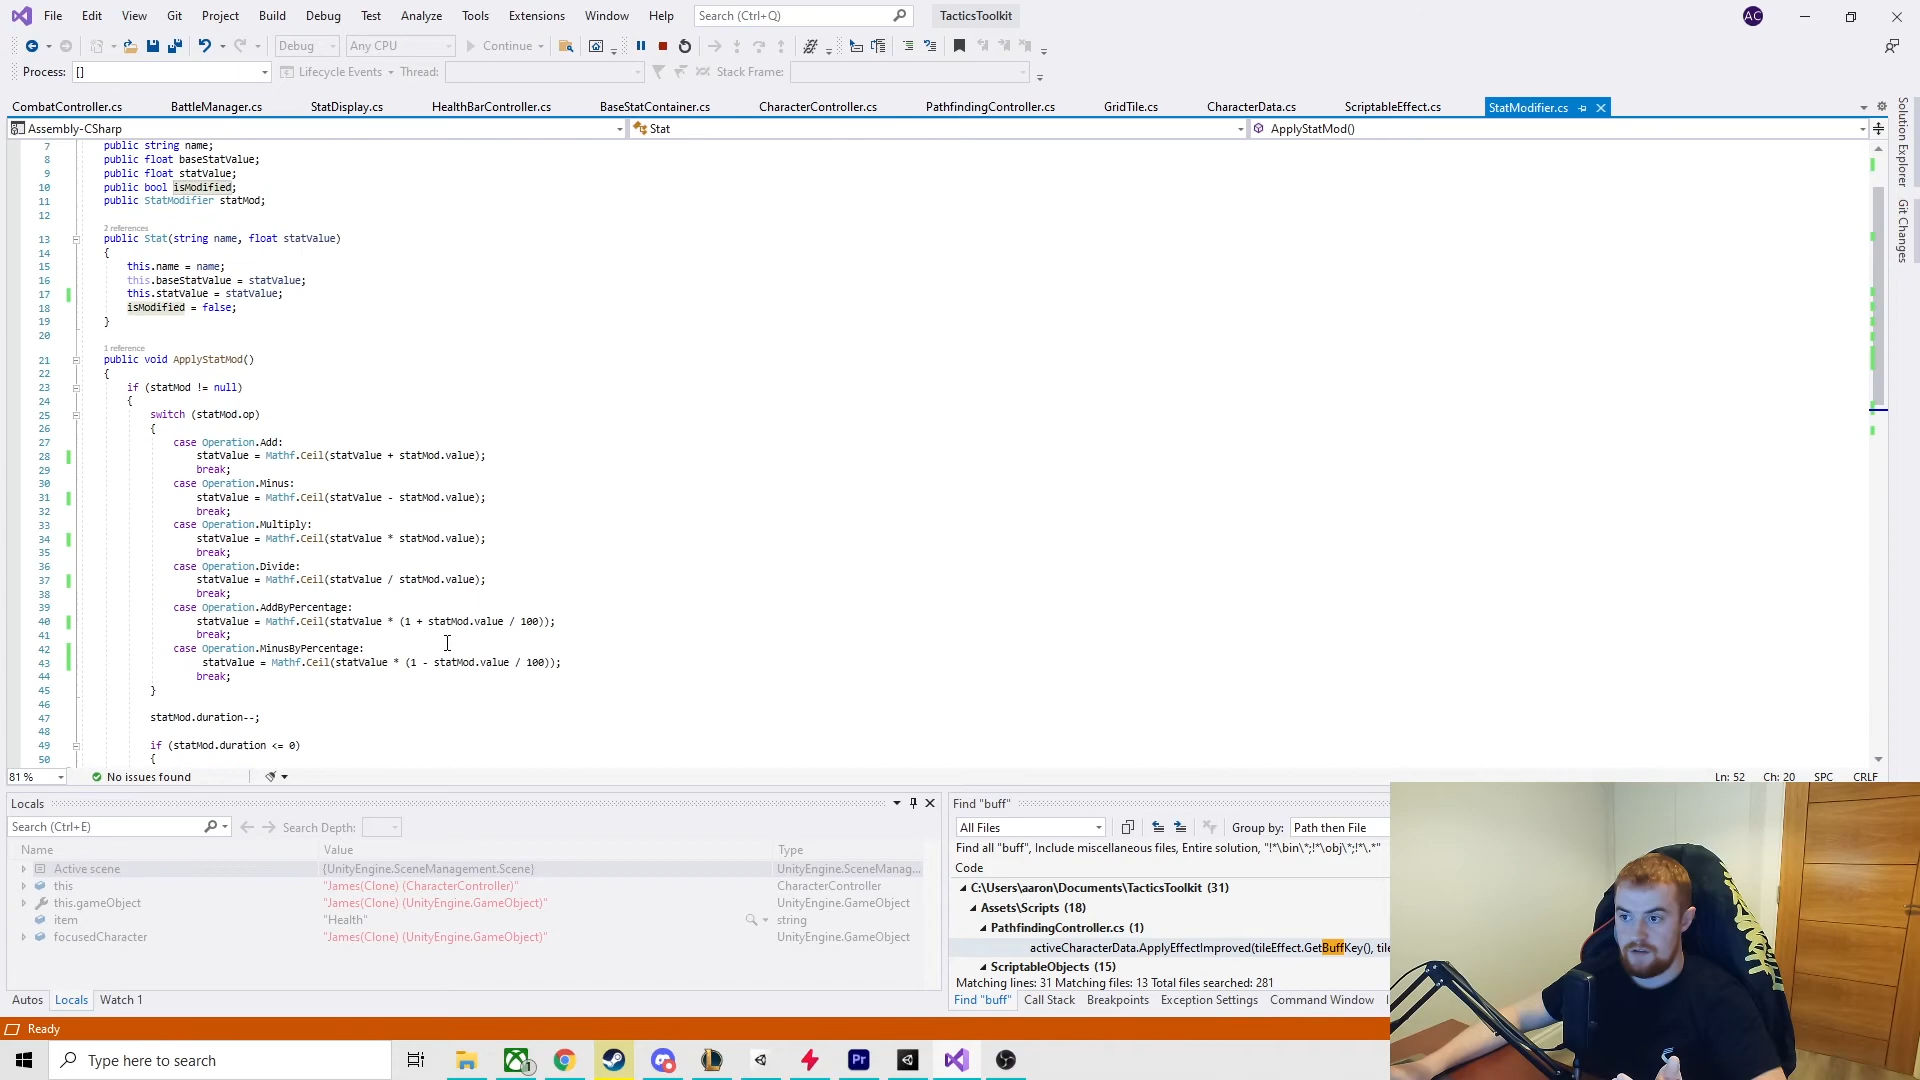 File Edit View Git Project Build Debug Test Analyze Tools Extensions Window Help Search (Ctrl+Q) TacticsToolkit AC
Debug Any CPU Continue
Process: [] Lifecycle Events Thread: Stack Frame:
CombatController.cs BattleManager.cs StatDisplay.cs HealthBarController.cs BaseStatContainer.cs CharacterController.cs PathfindingController.cs GridTile.cs CharacterData.cs ScriptableEffect.cs StatModifier.cs
Assembly-CSharp Stat ApplyStatMod()
7 public string name;
8 public float baseStatValue;
9 public float statValue;
10 public bool isModified;
11 public StatModifier statMod;
12
2 references
13 public Stat(string name, float statValue)
14 {
15 this.name = name;
16 this.baseStatValue = statValue;
17 this.statValue = statValue;
18 isModified = false;
19 }
20
1 reference
21 public void ApplyStatMod()
22 {
23 if (statMod != null)
24 {
25 switch (statMod.op)
26 {
27 case Operation.Add:
28 statValue = Mathf.Ceil(statValue + statMod.value);
29 break;
30 case Operation.Minus:
31 statValue = Mathf.Ceil(statValue - statMod.value);
32 break;
33 case Operation.Multiply:
34 statValue = Mathf.Ceil(statValue * statMod.value);
35 break;
36 case Operation.Divide:
37 statValue = Mathf.Ceil(statValue / statMod.value);
38 break;
39 case Operation.AddByPercentage:
40 statValue = Mathf.Ceil(statValue * (1 + statMod.value / 100));
41 break;
42 case Operation.MinusByPercentage:
43 statValue = Mathf.Ceil(statValue * (1 - statMod.value / 100));
44 break;
45 }
46
47 statMod.duration--;
48
49 if (statMod.duration <= 0)
50 {
Solution Explorer
Git Changes
81 % No issues found Ln: 52 Ch: 20 SPC CRLF
Locals
Search (Ctrl+E) Search Depth:
Name Value Type
Active scene {UnityEngine.SceneManagement.Scene} UnityEngine.SceneManag...
this "James(Clone) (CharacterController)" CharacterController
this.gameObject "James(Clone) (UnityEngine.GameObject)" UnityEngine.GameObject
item "Health" string
focusedCharacter "James(Clone) (UnityEngine.GameObject)" UnityEngine.GameObject
Autos Locals Watch 1
Find "buff"
All Files Group by: Path then File
Find all "buff", Include miscellaneous files, Entire solution, "!*\bin\*;!*\obj\*;!*\.*"
Code
C:\Users\aaron\Documents\TacticsToolkit (31)
Assets\Scripts (18)
PathfindingController.cs (1)
activeCharacterData.ApplyEffectImproved(tileEffect.GetBuffKey(), tile
ScriptableObjects (15)
Matching lines: 31 Matching files: 13 Total files searched: 281
Find "buff" Call Stack Breakpoints Exception Settings Command Window
Ready
Type here to search
1
Pr